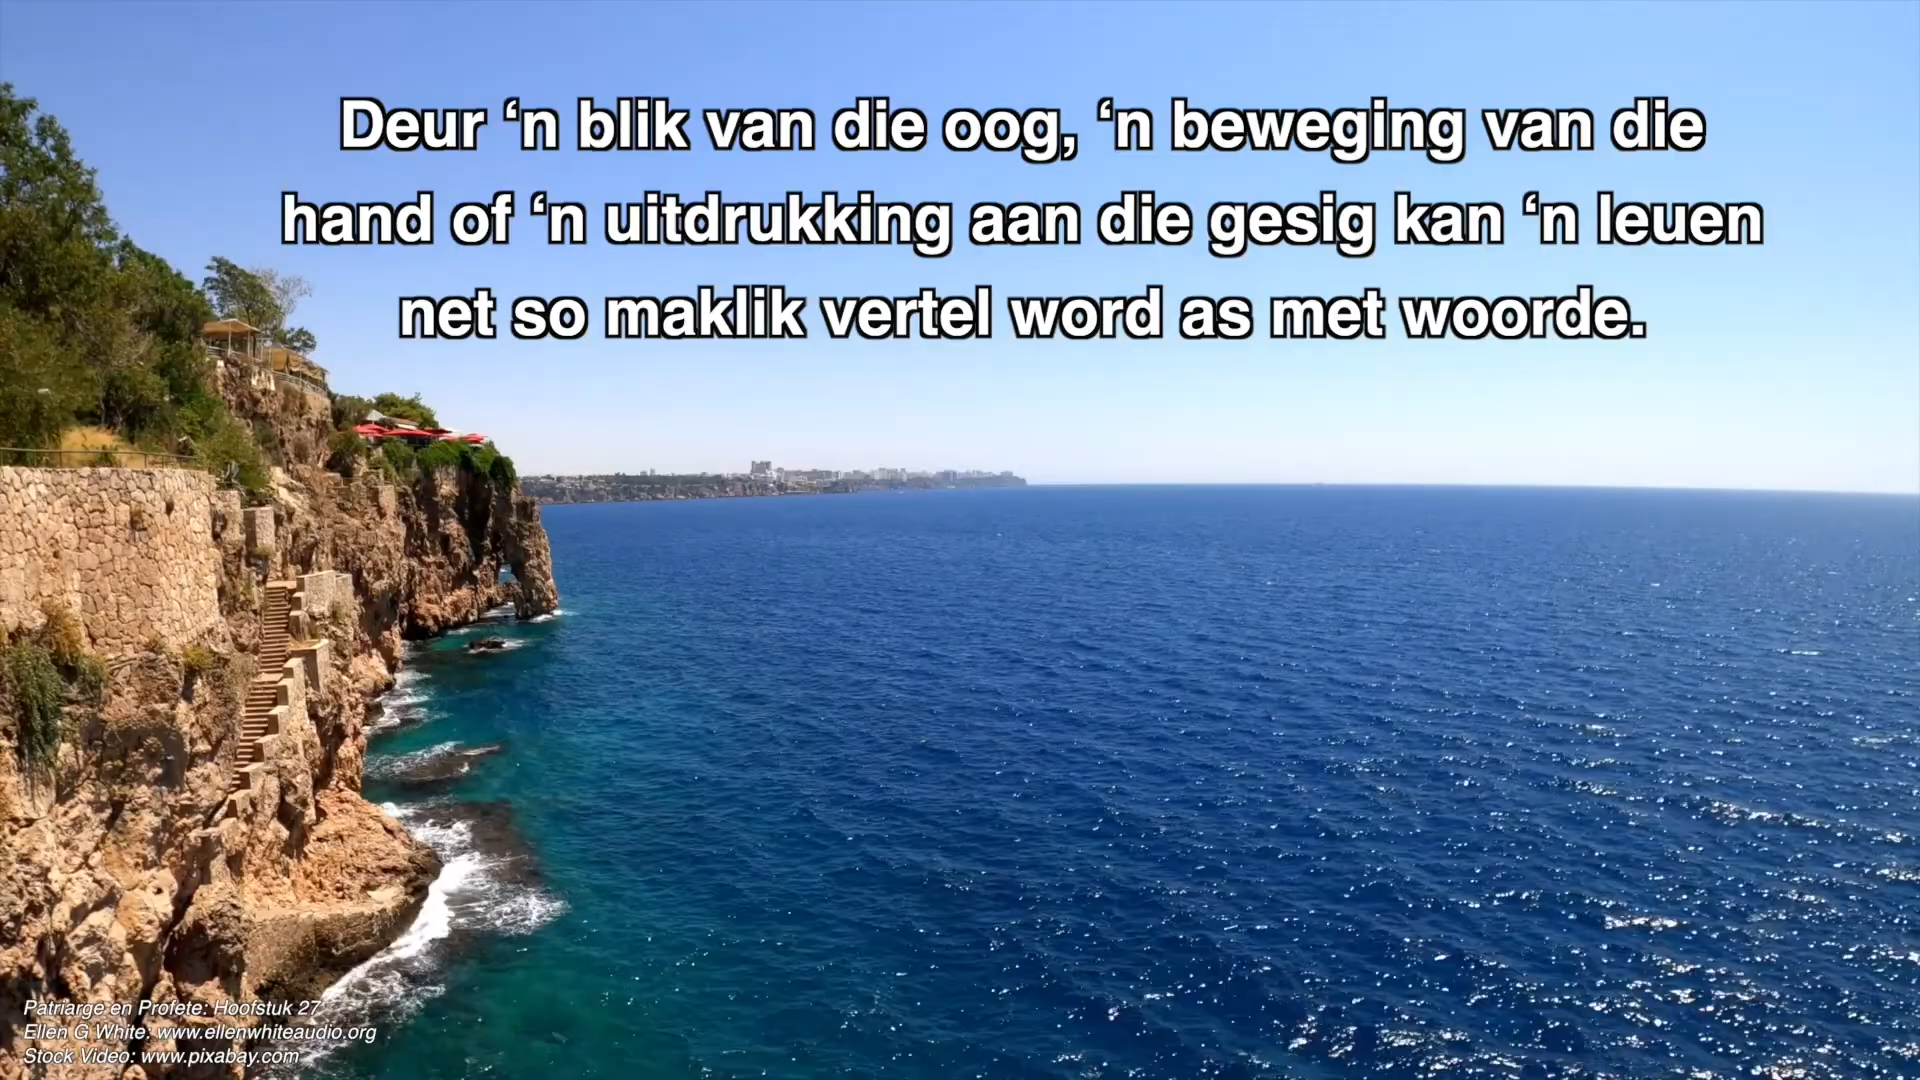 Deur ‘n blik van die oog, ‘n beweging van die
hand of ‘n uitdrukking aan die gesig kan ‘n leuen
net so maklik vertel word as met woorde.
Patriarge en Profete: Hoofstuk 27
Ellen G White: www.ellenwhiteaudio.org
Stock Video: www.pixabay.com